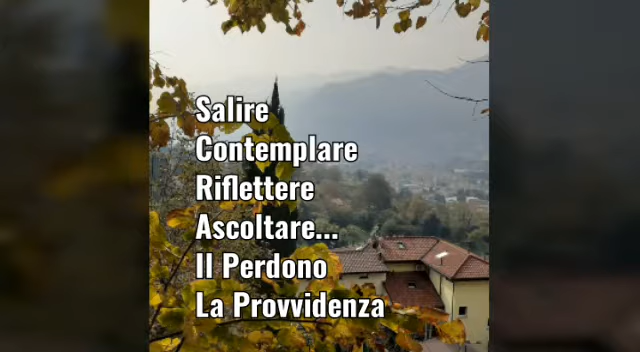 Salire
Contemplare
Riflettere
Ascoltare...
Il Perdono
La Provvidenza